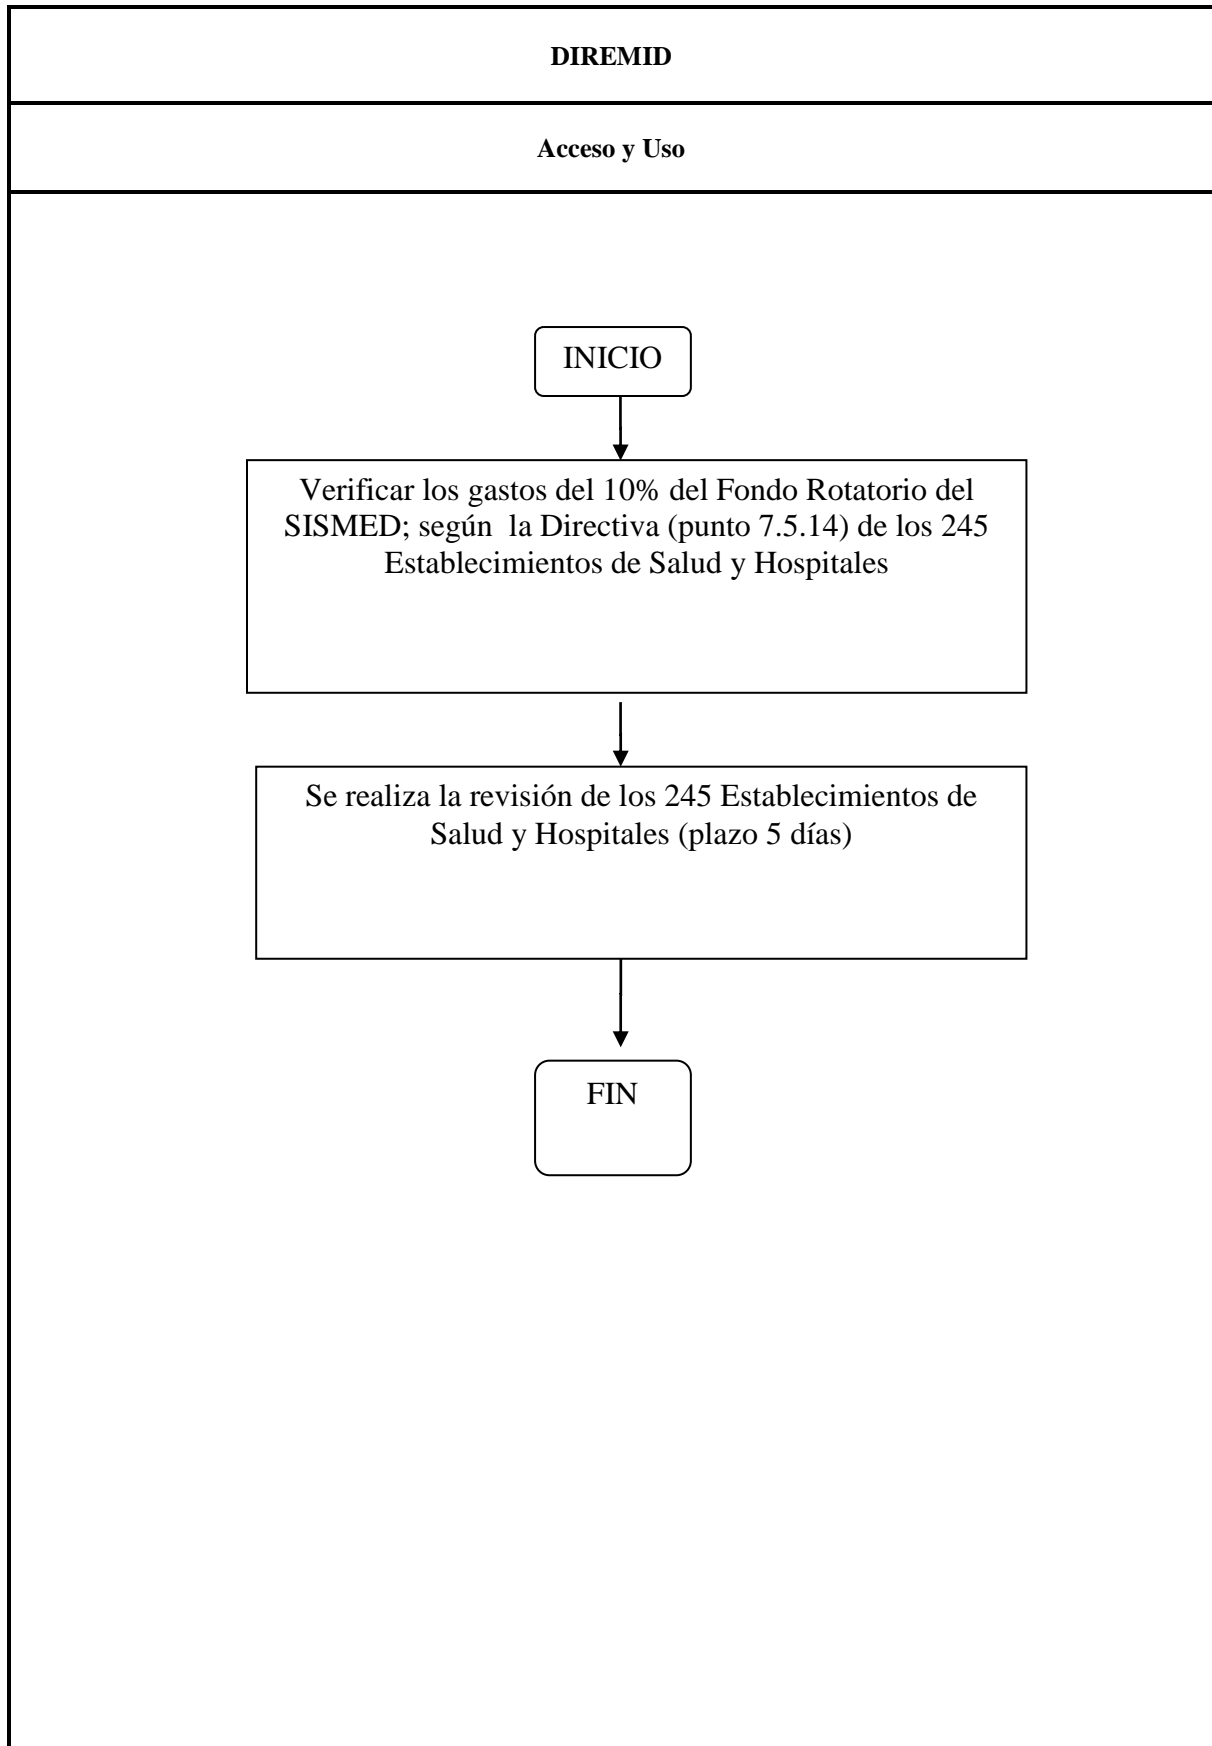 DIREMID
Acceso y Uso
INICIO
Verificar los gastos del 10% del Fondo Rotatorio del
SISMED; según  la Directiva (punto 7.5.14) de los 245
Establecimientos de Salud y Hospitales
Se realiza la revisión de los 245 Establecimientos de
Salud y Hospitales (plazo 5 días)
FIN